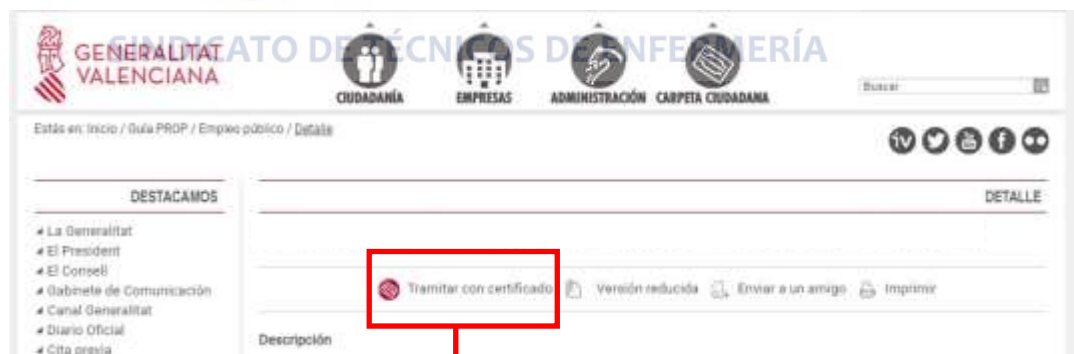 SINDICATO DE TÉCNICOS DE ENFERMERÍA
GENERALITAT
VALENCIANA
CIUDADANÍA EMPRESAS ADMINISTRACIÓN CARPETA CIUDADANA
Buscar
Estás en: Inicio / Guía PROP / Empleo público / Detalle
DESTACAMOS
DETALLE
La Generalitat
El President
El Consell
Gabinete de Comunicación
Canal Generalitat
Diario Oficial
Cita previa
Tramitar con certificado Versión reducida Enviar a un amigo Imprimir
Descripción